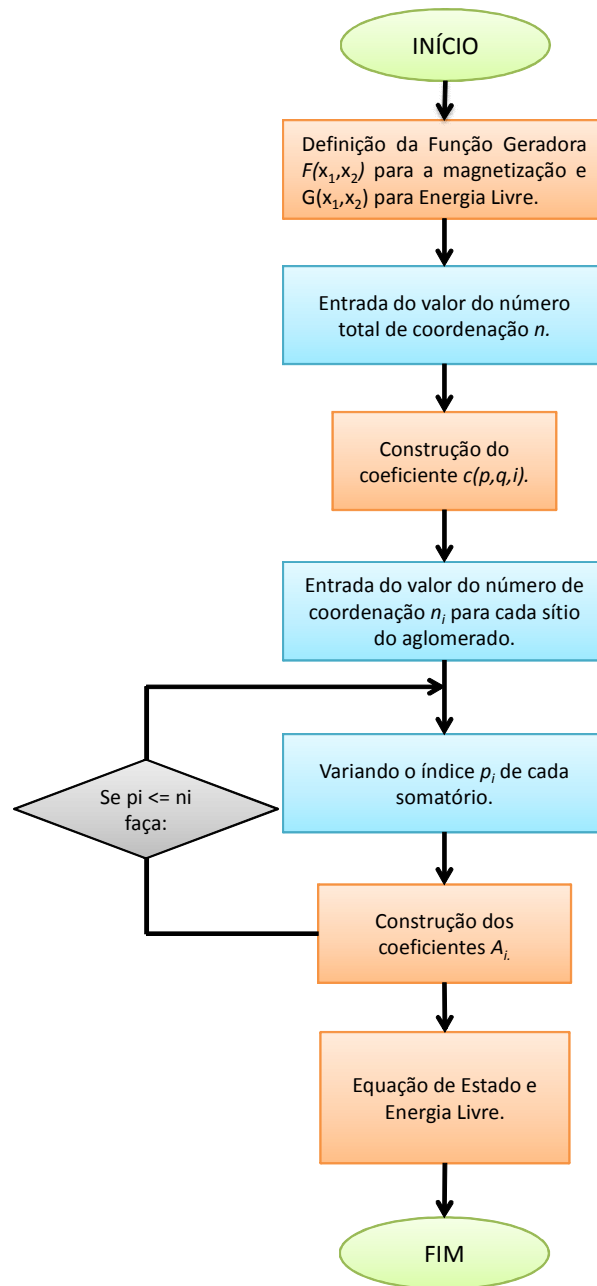 INÍCIO
Definição da Função Geradora
F(x₁,x₂) para a magnetização e
G(x₁,x₂) para Energia Livre.
Entrada do valor do número
total de coordenação n.
Construção do
coeficiente c(p,q,i).
Entrada do valor do número de
coordenação nᵢ para cada sítio
do aglomerado.
Variando o índice pᵢ de cada
somatório.
Se pi <= ni
faça:
Construção dos
coeficientes Aᵢ.
Equação de Estado e
Energia Livre.
FIM